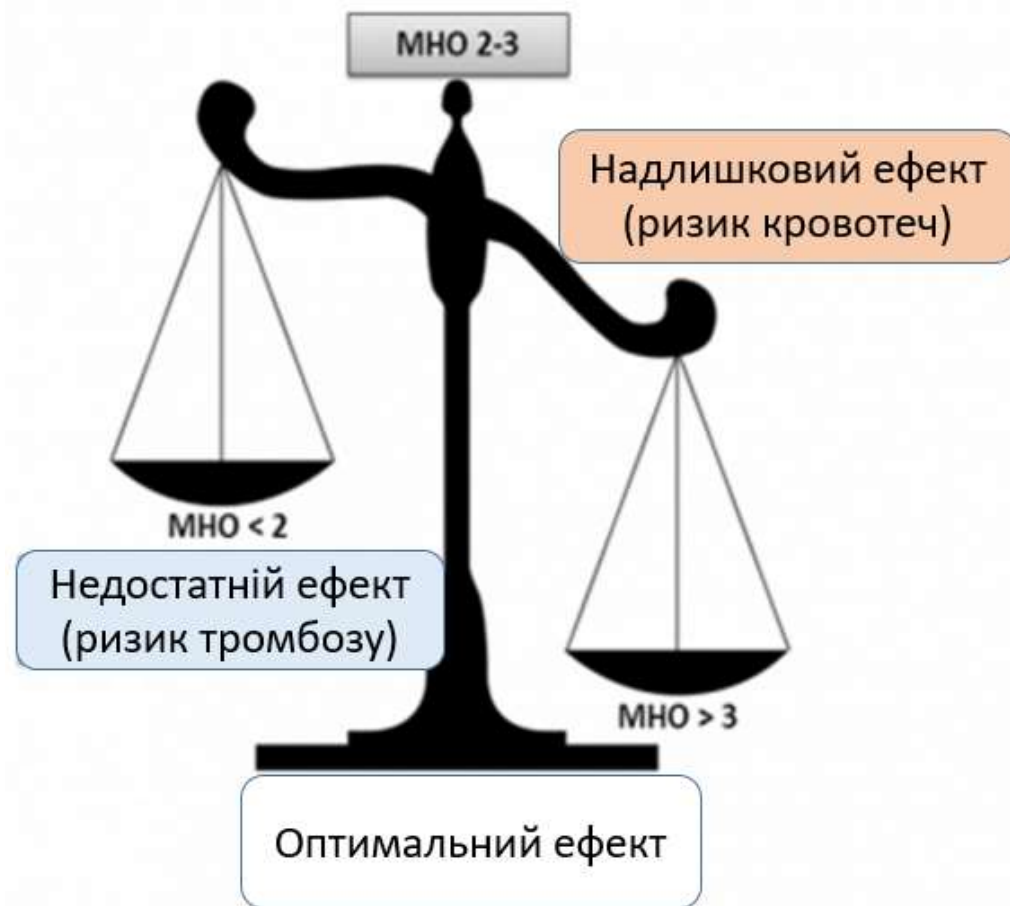 МНО 2-3
Надлишковий ефект
(ризик кровотеч)
МНО < 2
Недостатній ефект
(ризик тромбозу)
МНО > 3
Оптимальний ефект